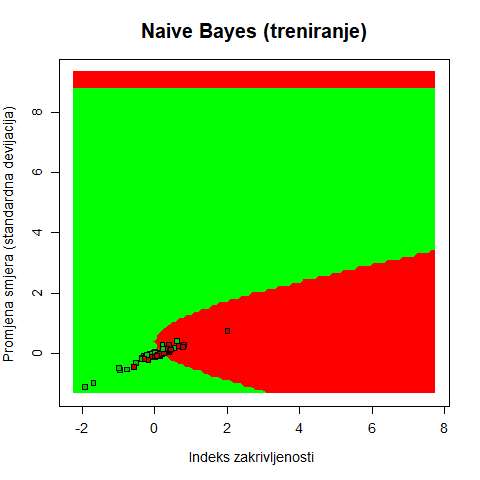 Naive Bayes (treniranje)
Promjena smjera (standardna devijacija)
8
6
4
2
0
-2 0 2 4 6 8
Indeks zakrivljenosti